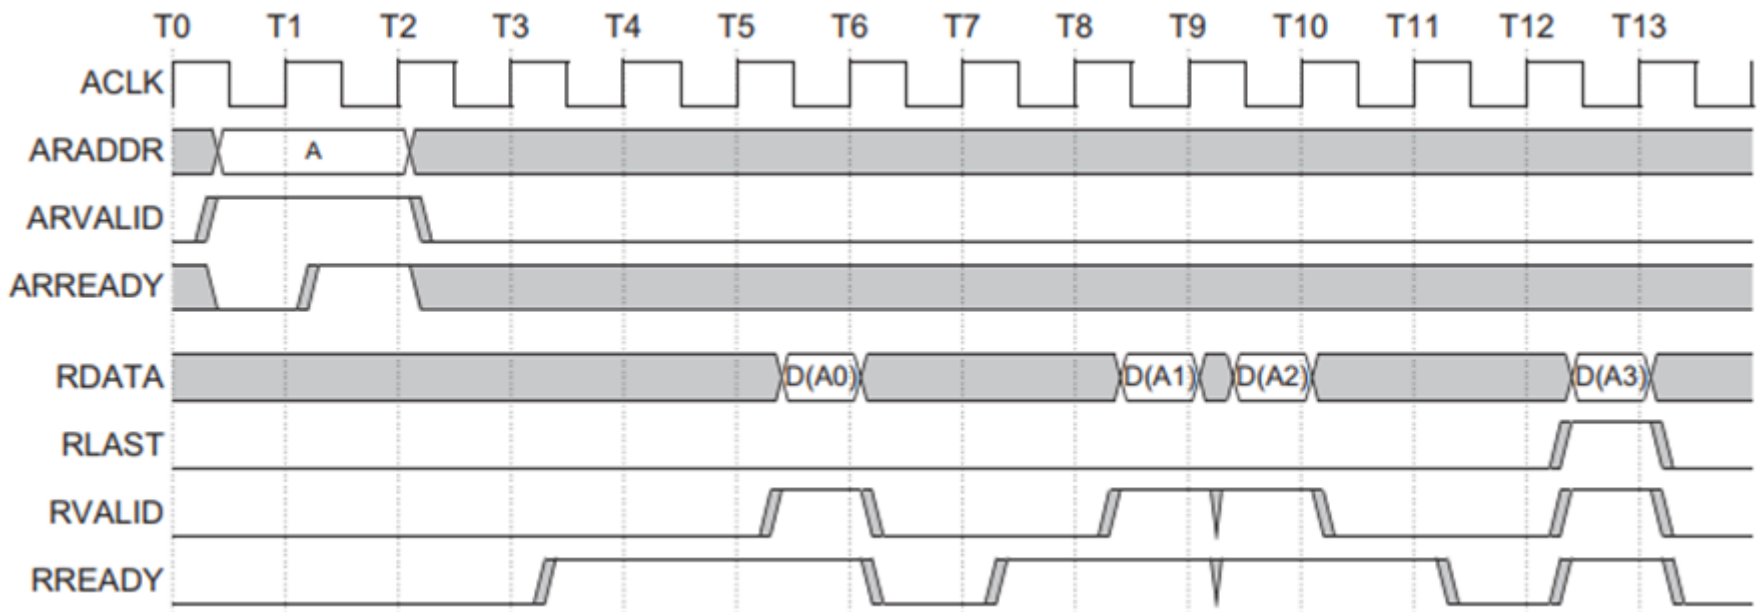 T0 T1 T2 T3 T4 T5 T6 T7 T8 T9 T10 T11 T12 T13
ACLK
ARADDR A
ARVALID
ARREADY
RDATA D(A0) D(A1) D(A2) D(A3)
RLAST
RVALID
RREADY